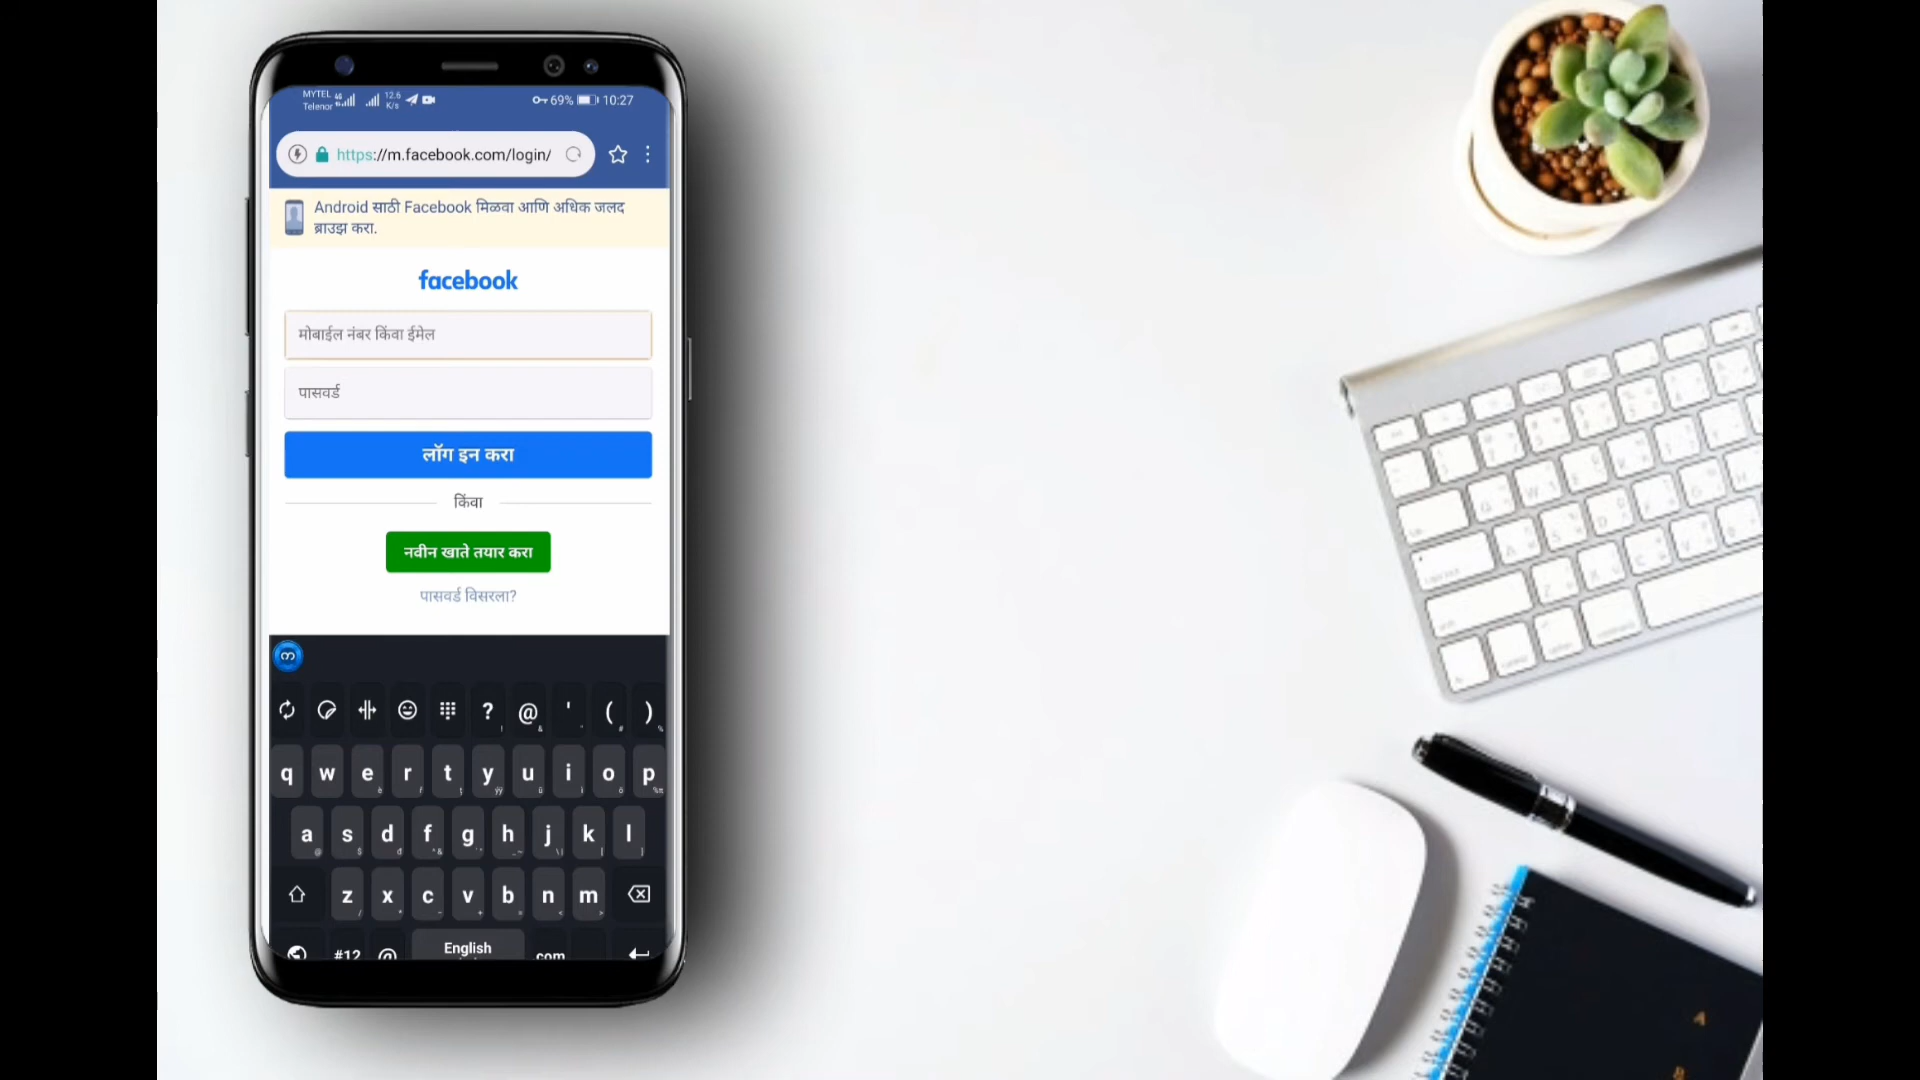 MYTEL
Telenor
4G
12.6
K/s
69%
10:27
https://m.facebook.com/login/
Android साठी Facebook मिळवा आणि अधिक जलद
ब्राउझ करा.
facebook
मोबाईल नंबर किंवा ईमेल
पासवर्ड
लॉग इन करा
किंवा
नवीन खाते तयार करा
पासवर्ड विसरला?
က
? @ ' ( )
q w e r t y u i o p
a s d f g h j k l
z x c v b n m
#12 @ English .com
A
B